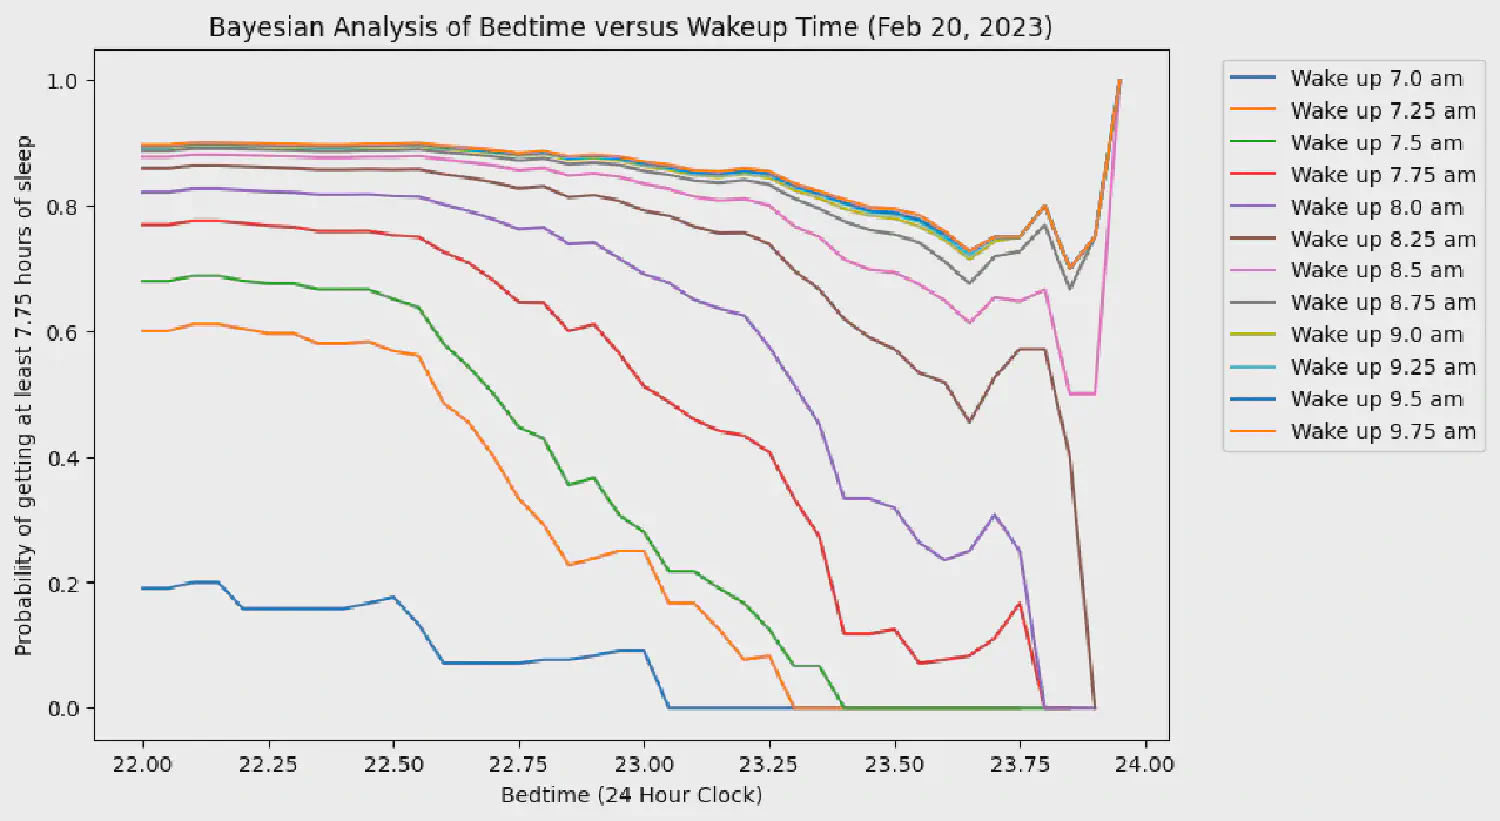 Bayesian Analysis of Bedtime versus Wakeup Time (Feb 20, 2023)
Probability of getting at least 7.75 hours of sleep
1.0
0.8
0.6
0.4
0.2
0.0
22.00 22.25 22.50 22.75 23.00 23.25 23.50 23.75 24.00
Bedtime (24 Hour Clock)
Wake up 7.0 am
Wake up 7.25 am
Wake up 7.5 am
Wake up 7.75 am
Wake up 8.0 am
Wake up 8.25 am
Wake up 8.5 am
Wake up 8.75 am
Wake up 9.0 am
Wake up 9.25 am
Wake up 9.5 am
Wake up 9.75 am